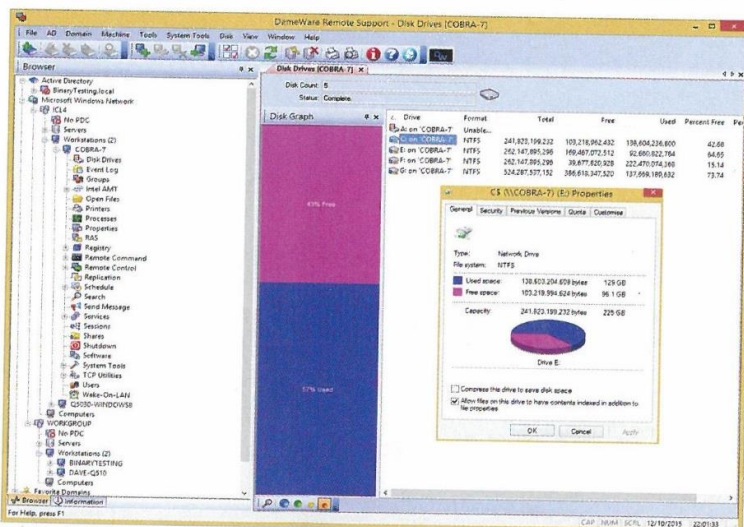 DameWare Remote Support - Disk Drives [COBRA-7]
File AD Domain Machine Tools System Tools Disk View Window Help
Browser
Active Directory
BinaryTesting.local
Microsoft Windows Network
ICL4
No PDC
Servers
Workstations (2)
COBRA-7
Disk Drives
Event Log
Groups
Intel AMT
Open Files
Printers
Processes
Properties
RAS
Registry
Remote Command
Remote Control
Replication
Schedule
Search
Send Message
Services
Sessions
Shares
Shutdown
Software
System Tools
TCP Utilities
Users
Wake-On-LAN
Q5030-WINDOWS8
Computers
WORKGROUP
No PDC
Servers
Workstations (2)
BINARYTESTING
DAVE-Q510
Computers
Favorite Domains
Browser Information
For Help, press F1
Disk Drives [COBRA-7]
Disk Count: 5
Status: Complete.
Disk Graph
43% Free
57% Used
Drive Format Total Free Used Percent Free
A: on 'COBRA-7' Unable...
on 'COBRA-7' NTFS 241,823,199,232 103,218,962,432 138,604,236,800 42.68
E: on 'COBRA-7' NTFS 262,147,895,296 169,467,072,512 92,680,822,784 64.65
F: on 'COBRA-7' NTFS 262,147,895,296 39,677,820,928 222,470,074,368 15.14
G: on 'COBRA-7' NTFS 524,287,537,152 386,618,347,520 137,669,189,632 73.74
C$ (\\COBRA-7) (E:) Properties
General Security Previous Versions Quota Customise
Type: Network Drive
File system: NTFS
Used space: 138,603,204,608 bytes 129 GB
Free space: 103,219,994,624 bytes 96.1 GB
Capacity: 241,823,199,232 bytes 225 GB
Drive E:
Compress this drive to save disk space
Allow files on this drive to have contents indexed in addition to
file properties
OK Cancel Apply
CAP NUM SCRL 12/10/2015 22:01:33